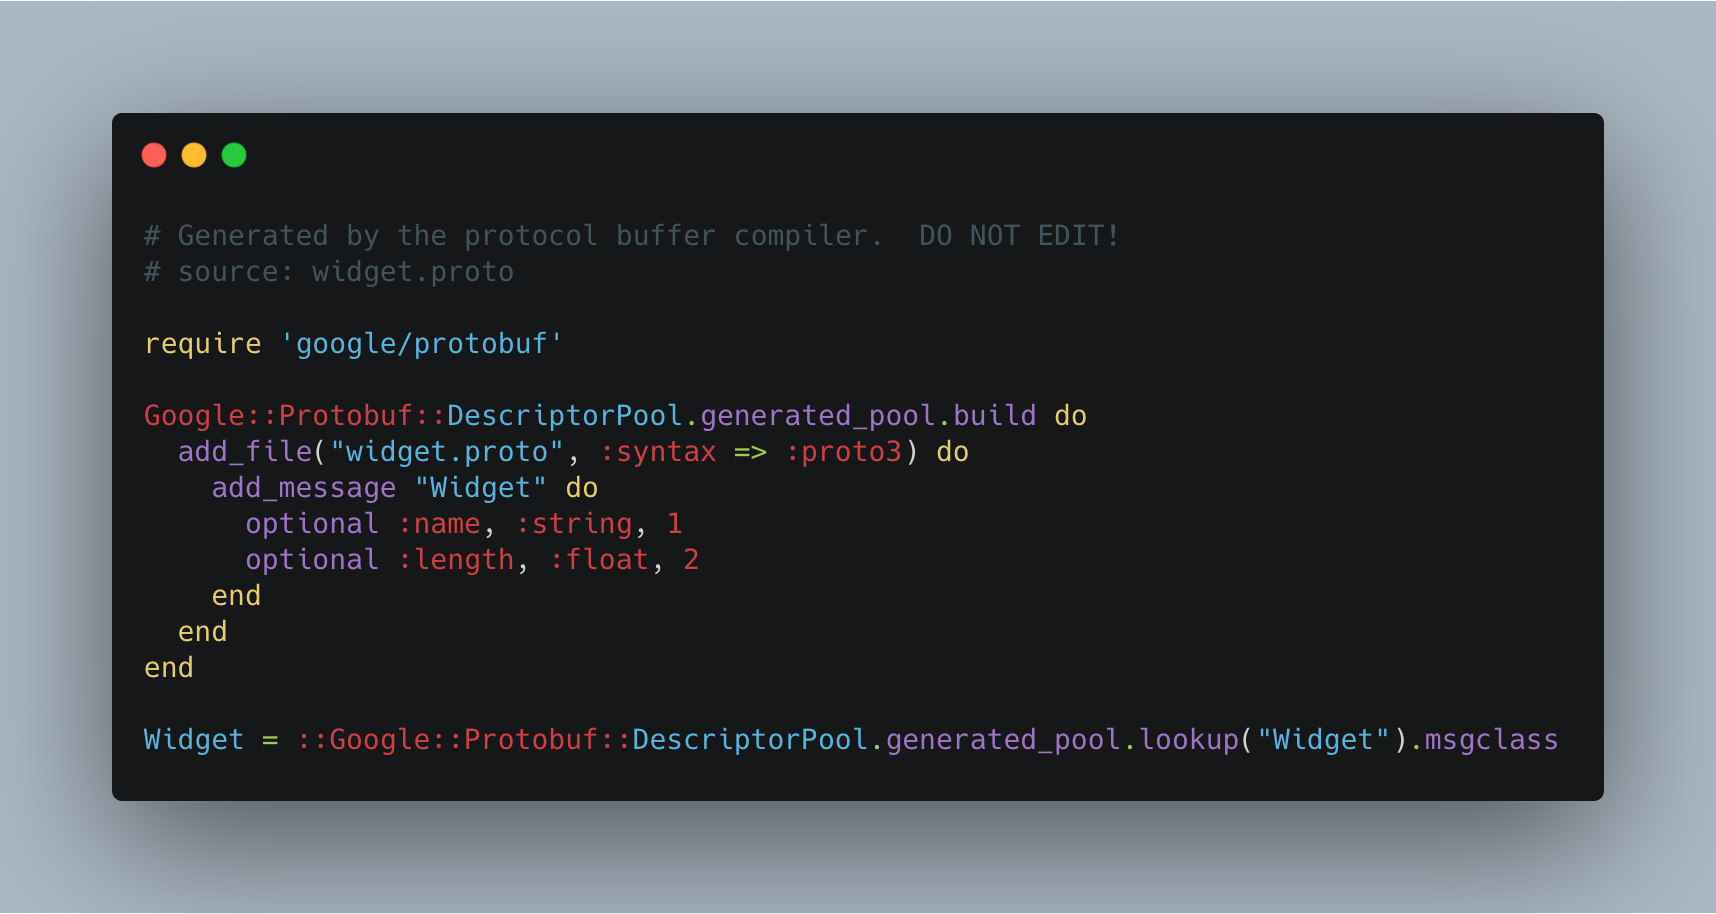 # Generated by the protocol buffer compiler.  DO NOT EDIT!
# source: widget.proto

require 'google/protobuf'

Google::Protobuf::DescriptorPool.generated_pool.build do
  add_file("widget.proto", :syntax => :proto3) do
    add_message "Widget" do
      optional :name, :string, 1
      optional :length, :float, 2
    end
  end
end

Widget = ::Google::Protobuf::DescriptorPool.generated_pool.lookup("Widget").msgclass